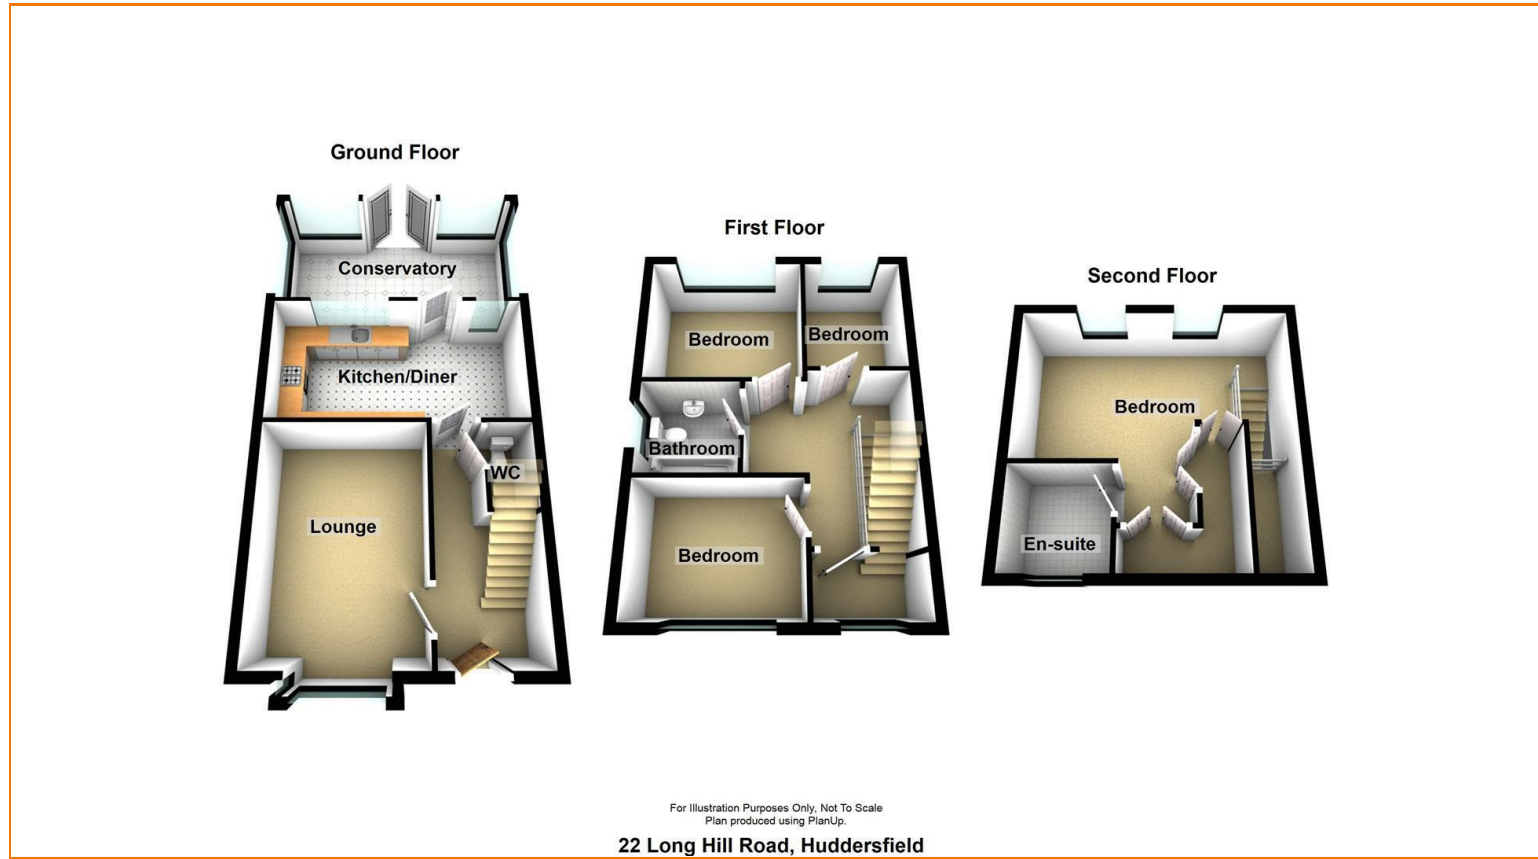 Ground Floor
Conservatory
Kitchen/Diner
WC
Lounge
First Floor
Bedroom
Bedroom
Bathroom
Bedroom
Second Floor
Bedroom
En-suite
For Illustration Purposes Only, Not To Scale
Plan produced using PlanUp.
22 Long Hill Road, Huddersfield